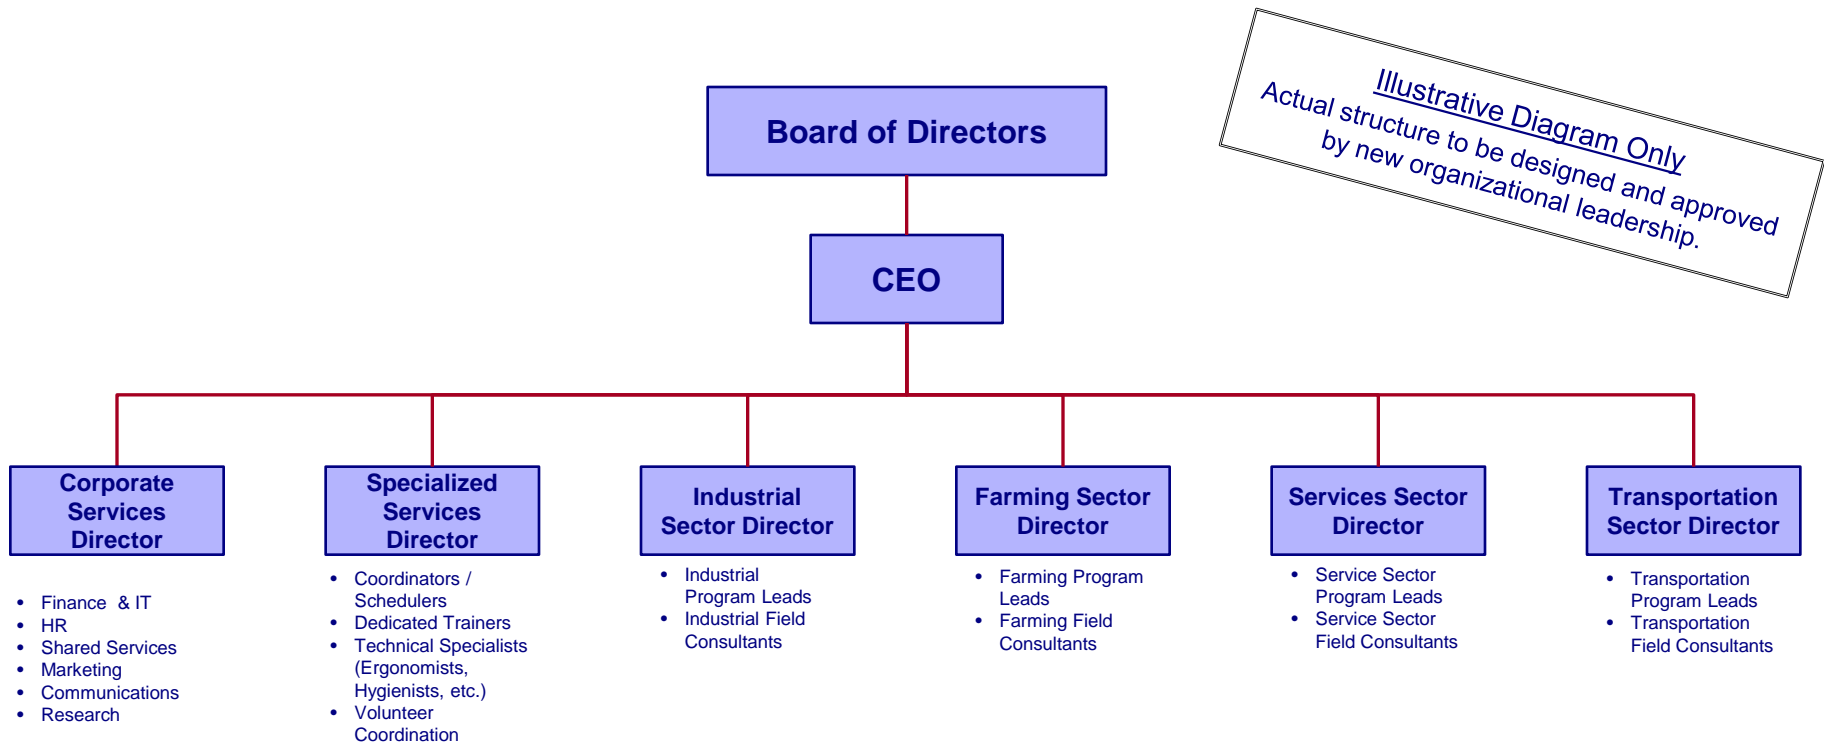 Illustrative Diagram Only
Actual structure to be designed and approved
by new organizational leadership.
Board of Directors
CEO
Corporate
Services
Director
• Finance  & IT
• HR
• Shared Services
• Marketing
• Communications
• Research
Specialized
Services
Director
• Coordinators /
Schedulers
• Dedicated Trainers
• Technical Specialists
(Ergonomists,
Hygienists, etc.)
• Volunteer
Coordination
Industrial
Sector Director
• Industrial
Program Leads
• Industrial Field
Consultants
Farming Sector
Director
• Farming Program
Leads
• Farming Field
Consultants
Services Sector
Director
• Service Sector
Program Leads
• Service Sector
Field Consultants
Transportation
Sector Director
• Transportation
Program Leads
• Transportation
Field Consultants